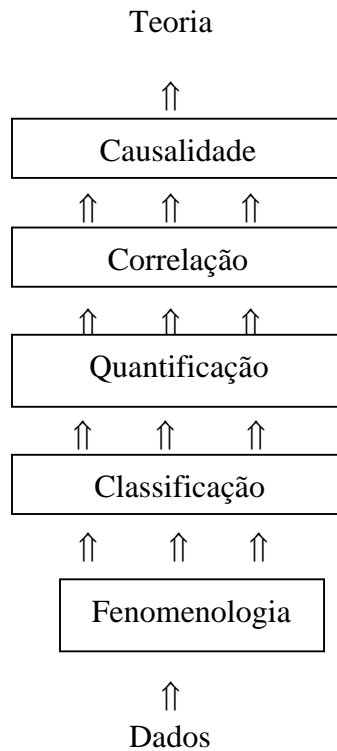 Teoria
⇑
Causalidade
⇑ ⇑ ⇑
Correlação
⇑ ⇑ ⇑
Quantificação
⇑ ⇑ ⇑
Classificação
⇑ ⇑ ⇑
Fenomenologia
⇑
Dados